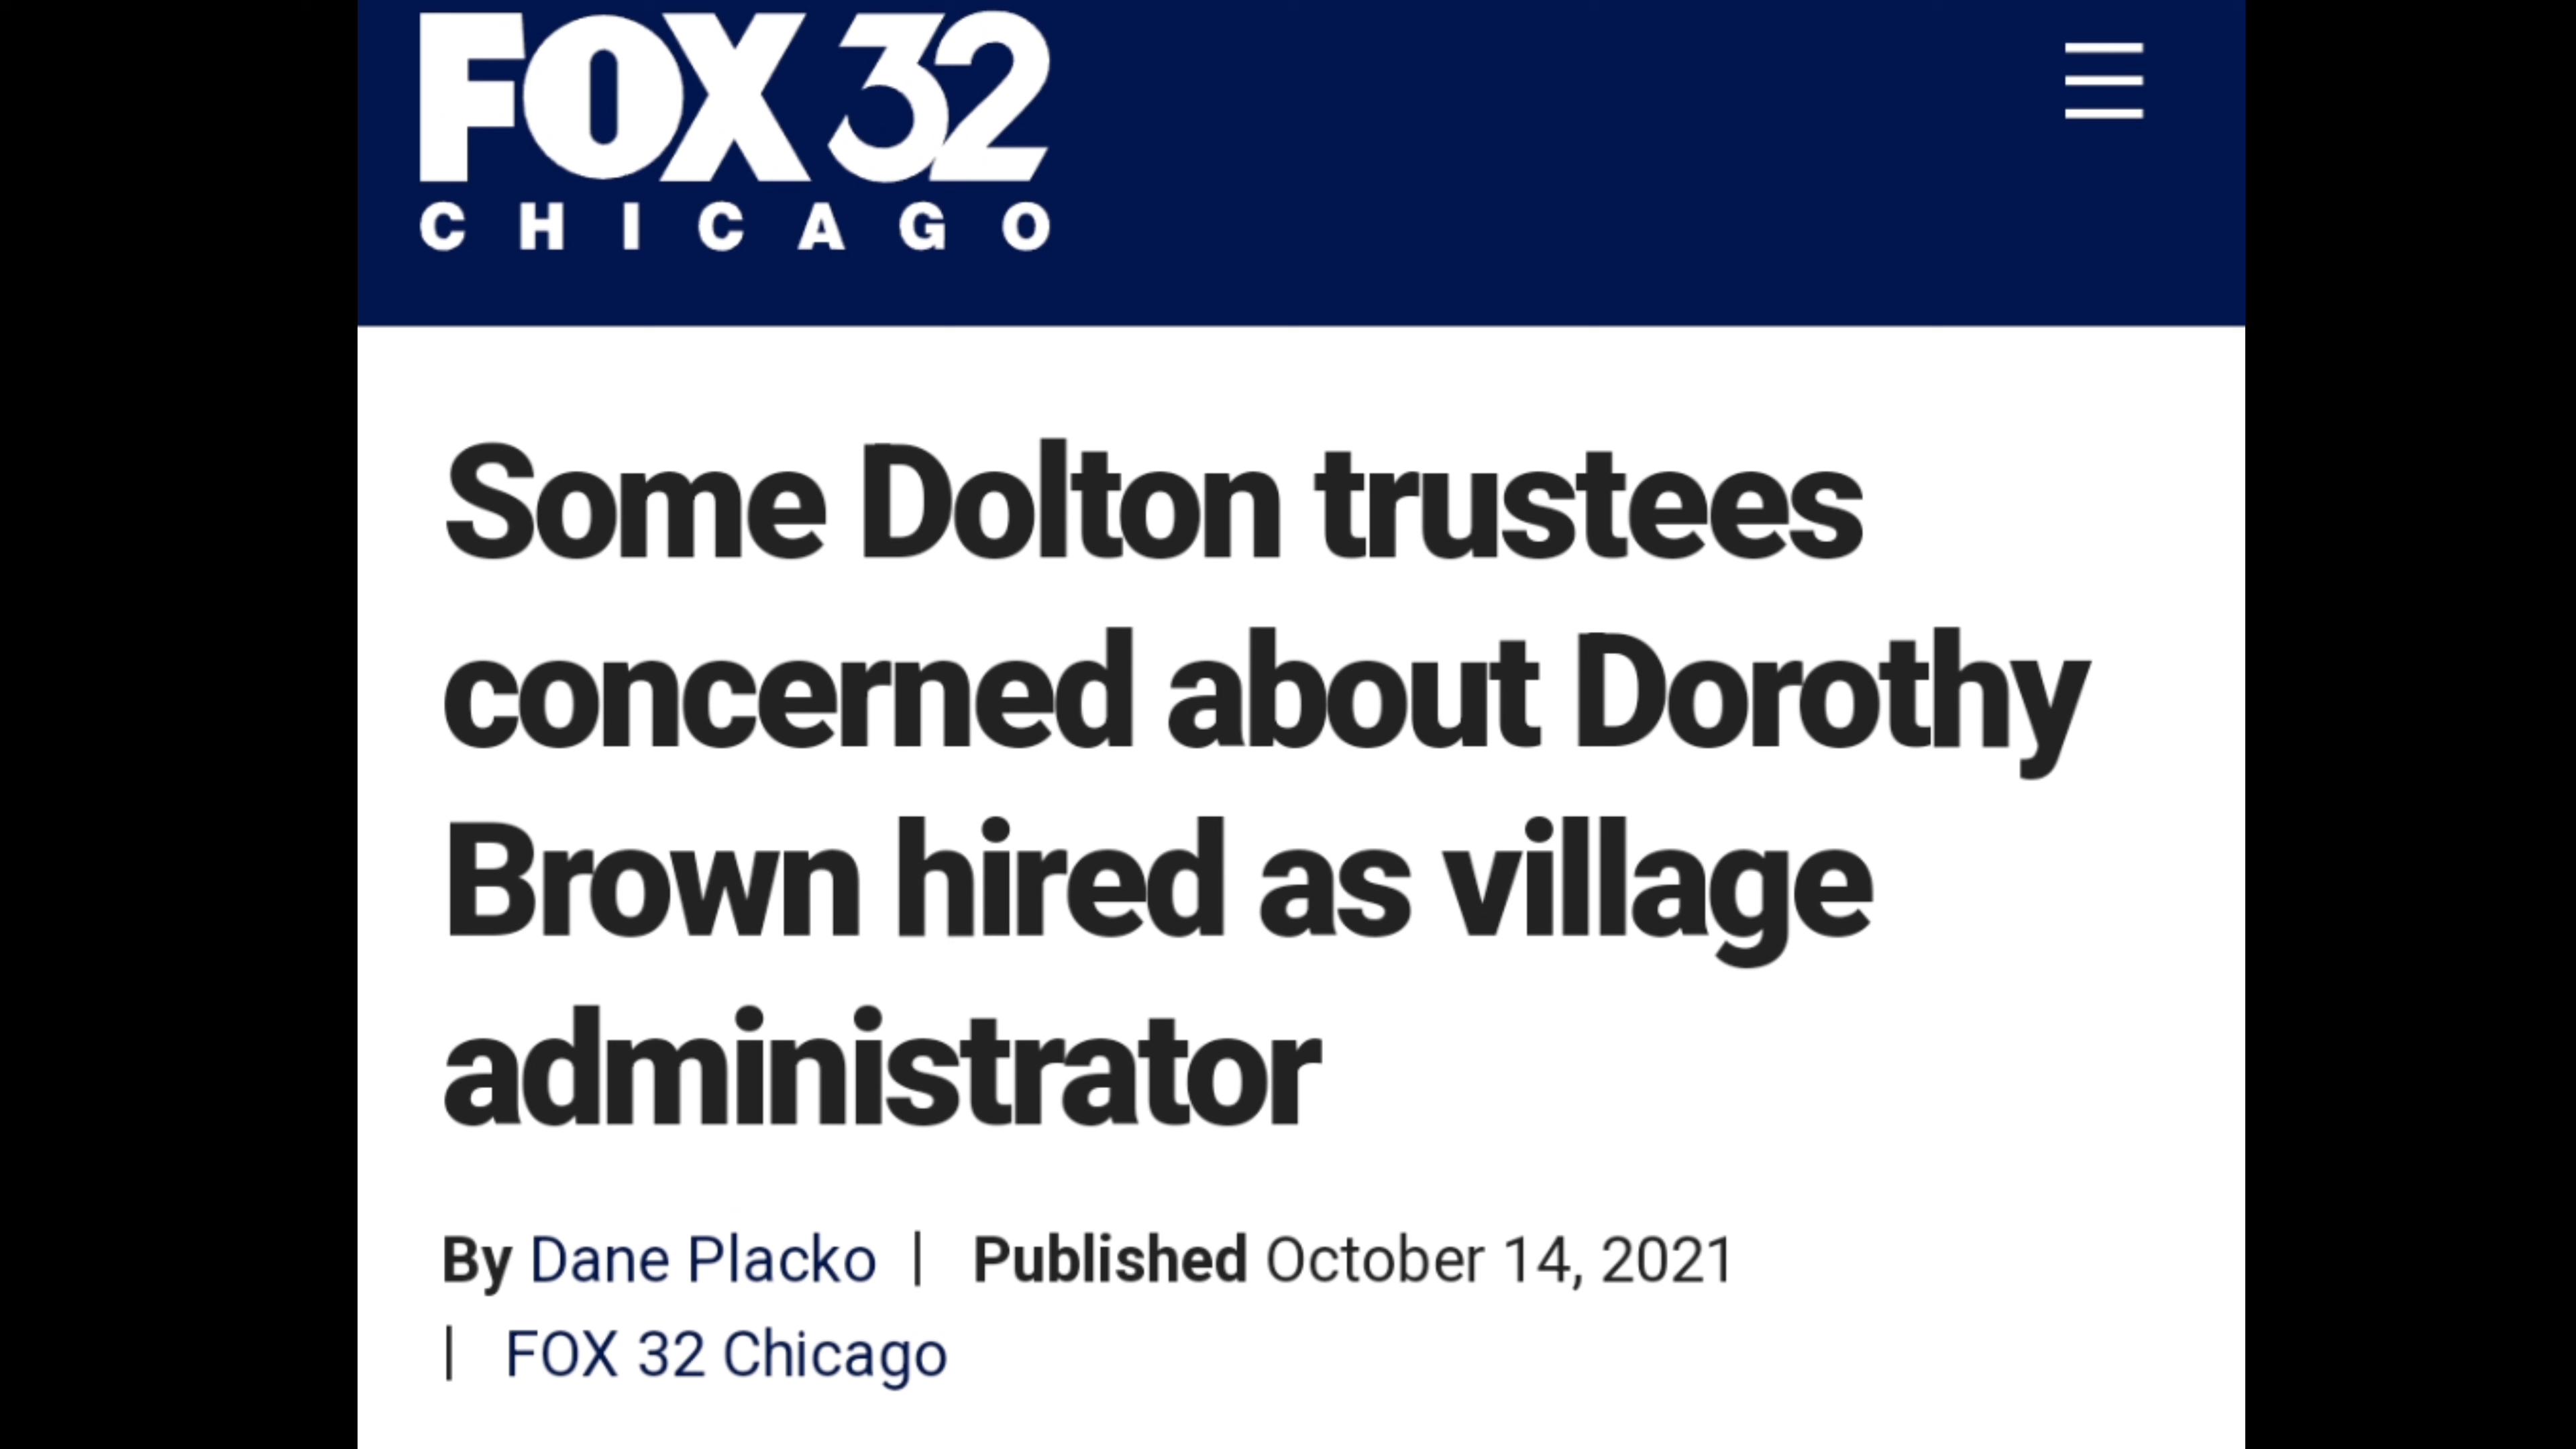 FOX 32
CHICAGO
Some Dolton trustees
concerned about Dorothy
Brown hired as village
administrator
By Dane Placko | Published October 14, 2021
| FOX 32 Chicago